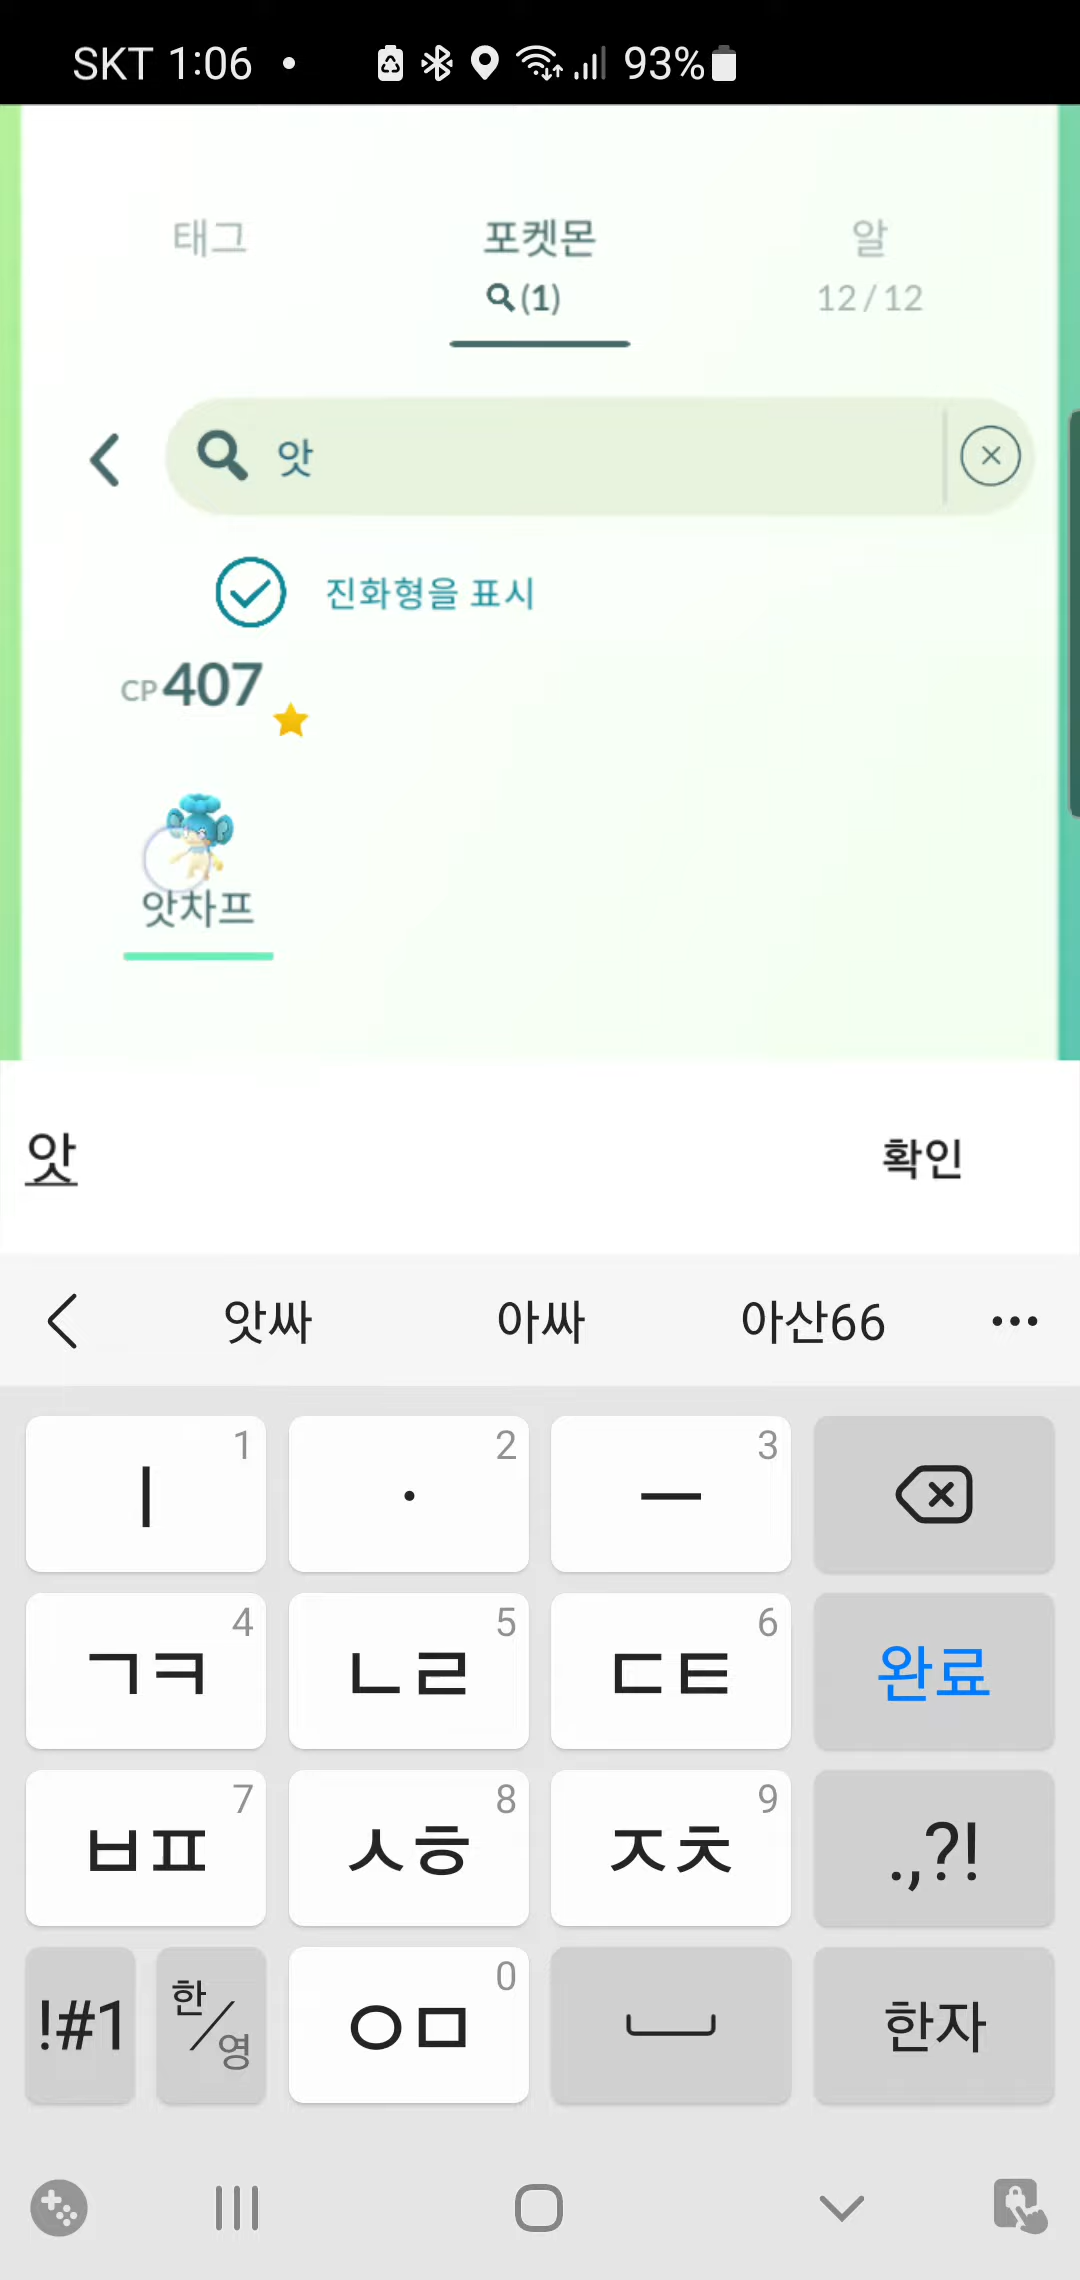 SKT 1:06 • 93%
태그 포켓몬 알
(1) 12 / 12
앗
진화형을 표시
CP407
앗차프
앗 확인
앗싸 아싸 아산66 •••
ㅣ 1 · 2 ㅡ 3
ㄱㅋ 4 ㄴㄹ 5 ㄷㅌ 6 완료
ㅂㅍ 7 ㅅㅎ 8 ㅈㅊ 9 .,?!
!#1 한/영 ㅇㅁ 0 한자